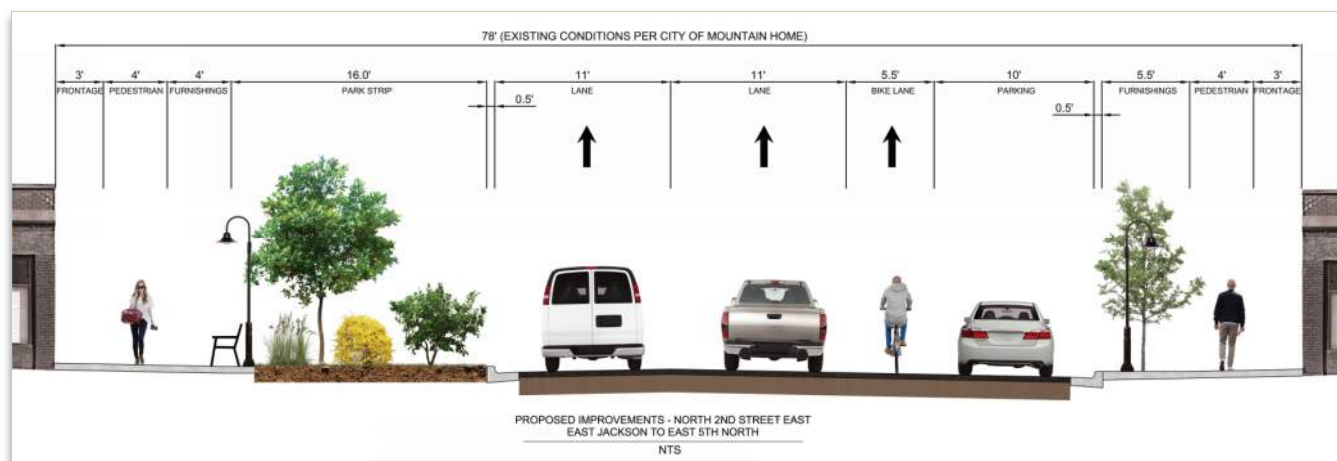 78' (EXISTING CONDITIONS PER CITY OF MOUNTAIN HOME)
3' 4' 4' 16.0' 11' 11' 5.5' 10' 5.5' 4' 3'
FRONTAGE PEDESTRIAN FURNISHINGS PARK STRIP LANE LANE BIKE LANE PARKING FURNISHINGS PEDESTRIAN FRONTAGE
0.5' 0.5'
PROPOSED IMPROVEMENTS - NORTH 2ND STREET EAST
EAST JACKSON TO EAST 5TH NORTH
NTS